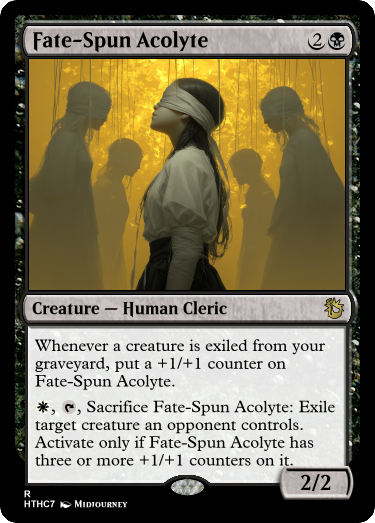 Fate-Spun Acolyte 2
Creature — Human Cleric
Whenever a creature is exiled from your
graveyard, put a +1/+1 counter on
Fate-Spun Acolyte.
, , Sacrifice Fate-Spun Acolyte: Exile
target creature an opponent controls.
Activate only if Fate-Spun Acolyte has
three or more +1/+1 counters on it.
2/2
R
HTHC7 Midjourney